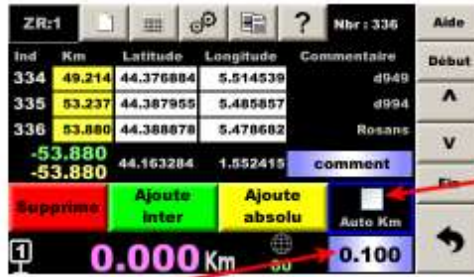 ZR:1 ? Nbr : 336 Aide
Ind Km Latitude Longitude Commentaire Début
334 49.214 44.376884 5.514539 d949
335 53.237 44.387955 5.485857 d994
336 53.880 44.388878 5.478682 Rosans
-53.880
-53.880 44.163284 1.552415 comment
Fin
Supprime Ajoute inter Ajoute absolu Auto Km
1 0.000 Km 0.100